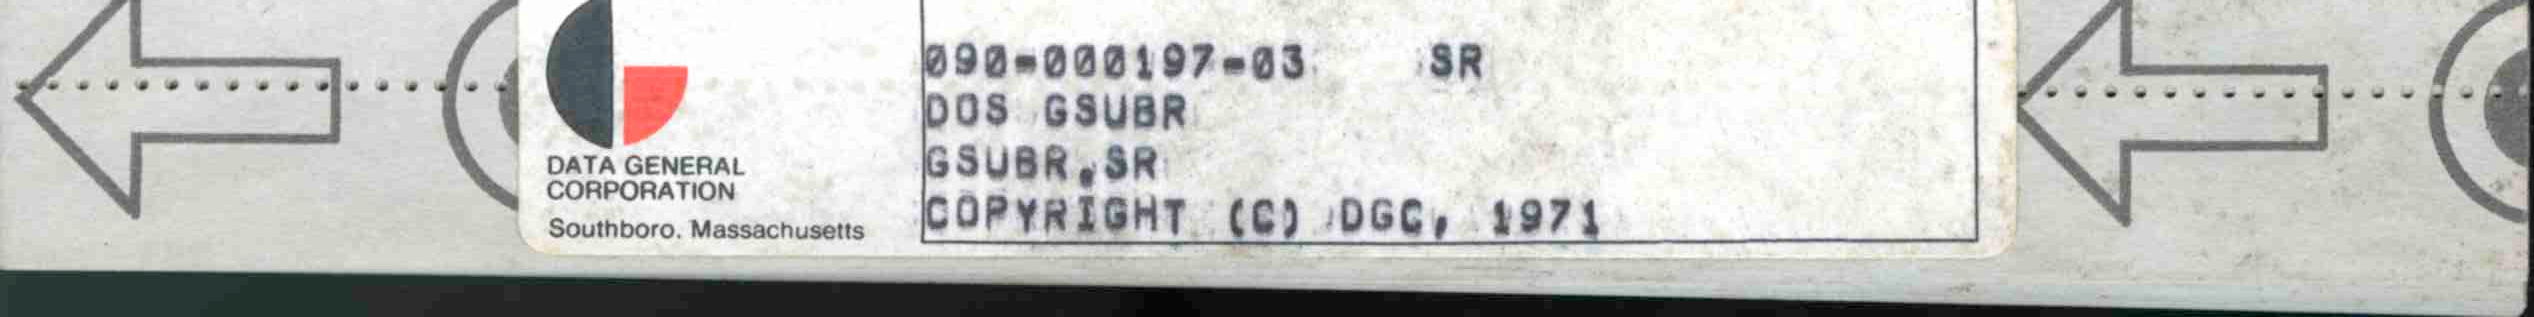 090-000197-03 SR
DOS GSUBR
GSUBR.SR
COPYRIGHT (C) DGC, 1971
DATA GENERAL
CORPORATION
Southboro. Massachusetts